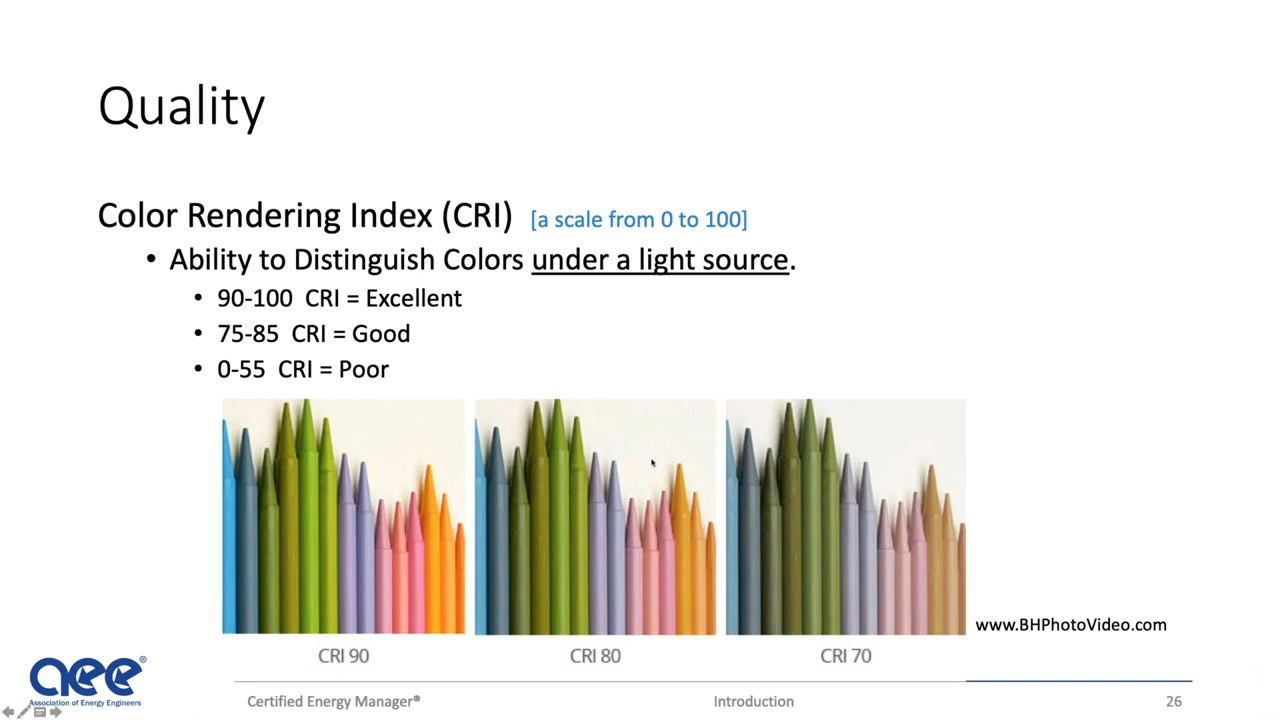 Quality
Color Rendering Index (CRI) [a scale from 0 to 100]
• Ability to Distinguish Colors under a light source.
• 90-100 CRI = Excellent
• 75-85 CRI = Good
• 0-55 CRI = Poor
www.BHPhotoVideo.com
CRI 90 CRI 80 CRI 70
aee®
Association of Energy Engineers
Certified Energy Manager® Introduction 26